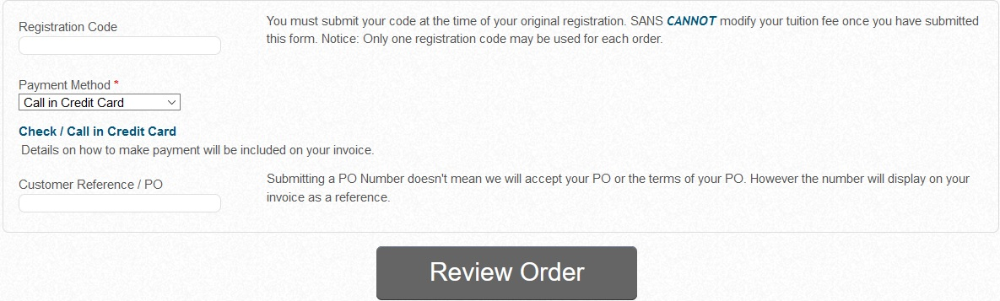 Registration Code
You must submit your code at the time of your original registration. SANS CANNOT modify your tuition fee once you have submitted
this form. Notice: Only one registration code may be used for each order.
Payment Method *
Call in Credit Card
Check / Call in Credit Card
Details on how to make payment will be included on your invoice.
Customer Reference / PO
Submitting a PO Number doesn't mean we will accept your PO or the terms of your PO. However the number will display on your
invoice as a reference.
Review Order